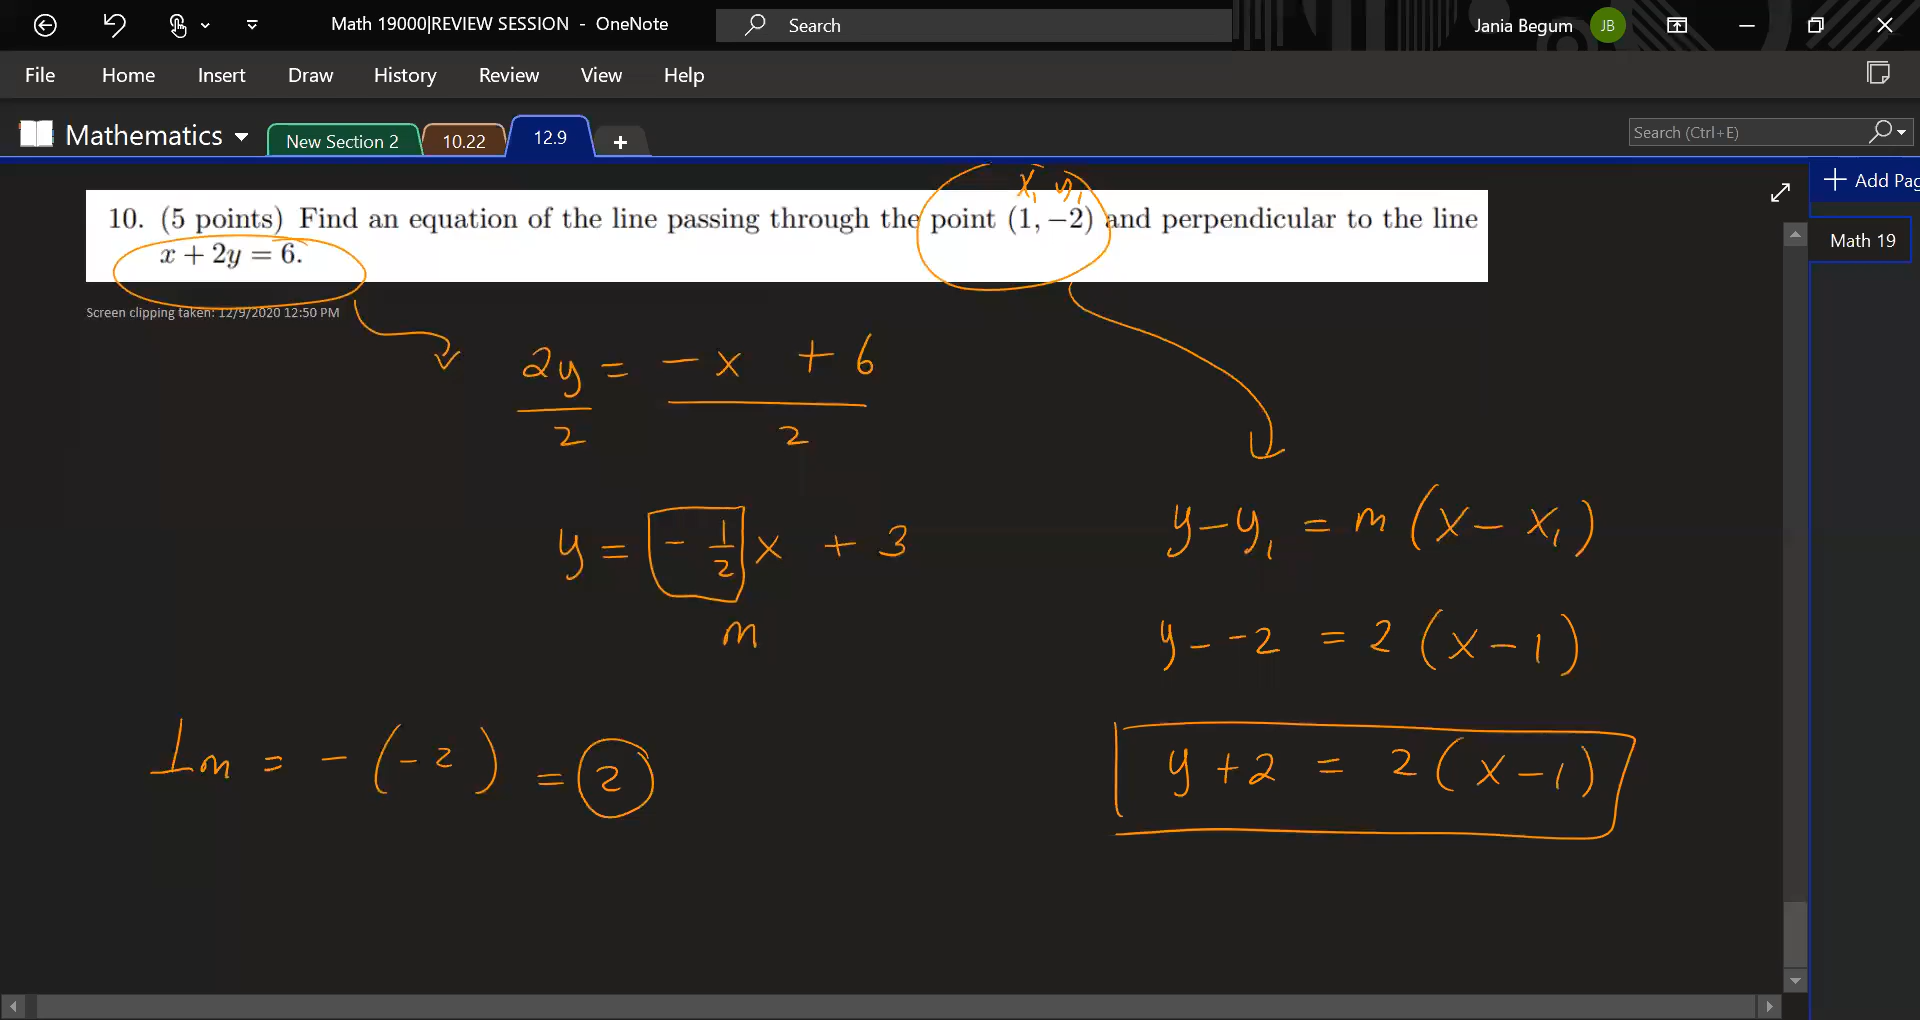 Math 19000|REVIEW SESSION - OneNote
Search
Jania Begum
JB
File Home Insert Draw History Review View Help
Mathematics
New Section 2
10.22
12.9
+
Search (Ctrl+E)
Add Pag
Math 19
x₁ y₁
10. (5 points) Find an equation of the line passing through the point (1, −2) and perpendicular to the line
x + 2y = 6.
Screen clipping taken: 12/9/2020 12:50 PM
2y = −x + 6
2 2
y = −1/2 x + 3
m
⊥m = −(−2) = 2
y − y₁ = m(x − x₁)
y − −2 = 2(x − 1)
y + 2 = 2(x − 1)